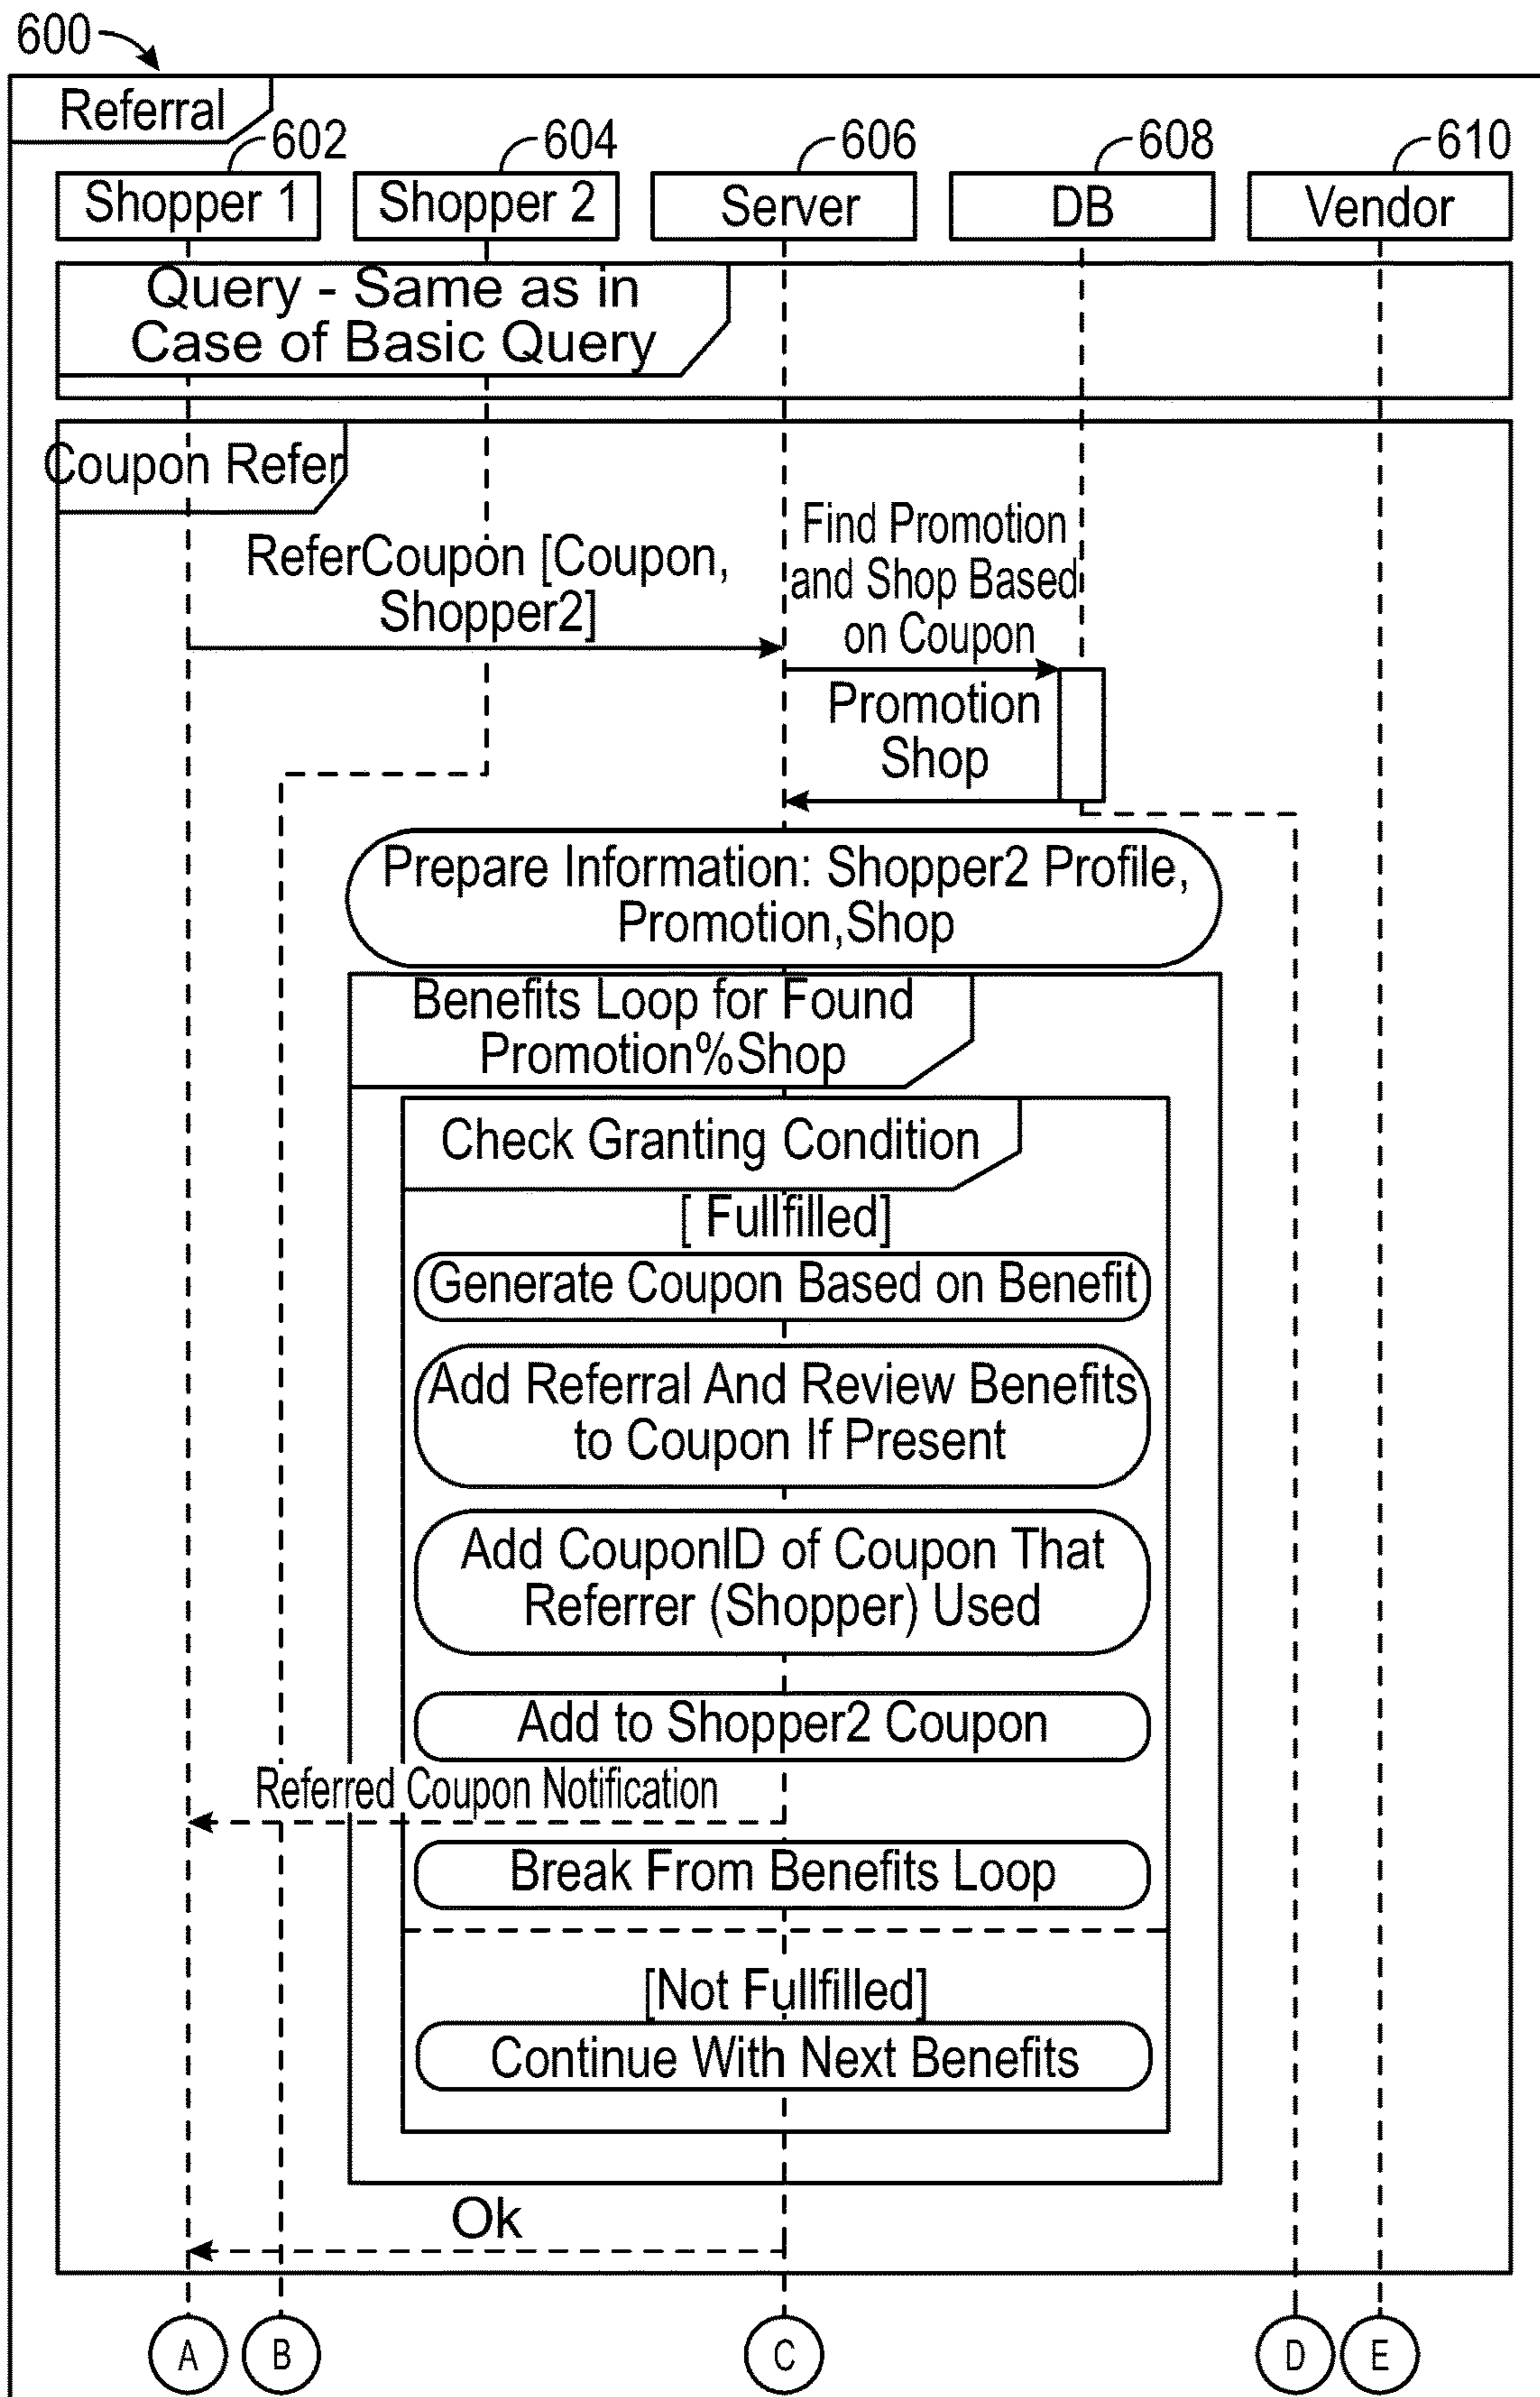 600
Referral
602
604
606
608
610
Shopper 1
Shopper 2
Server
DB
Vendor
Query - Same as in
Case of Basic Query
Coupon Refer
ReferCoupon [Coupon,
Shopper2]
Find Promotion
and Shop Based
on Coupon
Promotion
Shop
Prepare Information: Shopper2 Profile,
Promotion,Shop
Benefits Loop for Found
Promotion%Shop
Check Granting Condition
[ Fullfilled]
Generate Coupon Based on Benefit
Add Referral And Review Benefits
to Coupon If Present
Add CouponID of Coupon That
Referrer (Shopper) Used
Add to Shopper2 Coupon
Referred Coupon Notification
Break From Benefits Loop
[Not Fullfilled]
Continue With Next Benefits
Ok
A
B
C
D
E